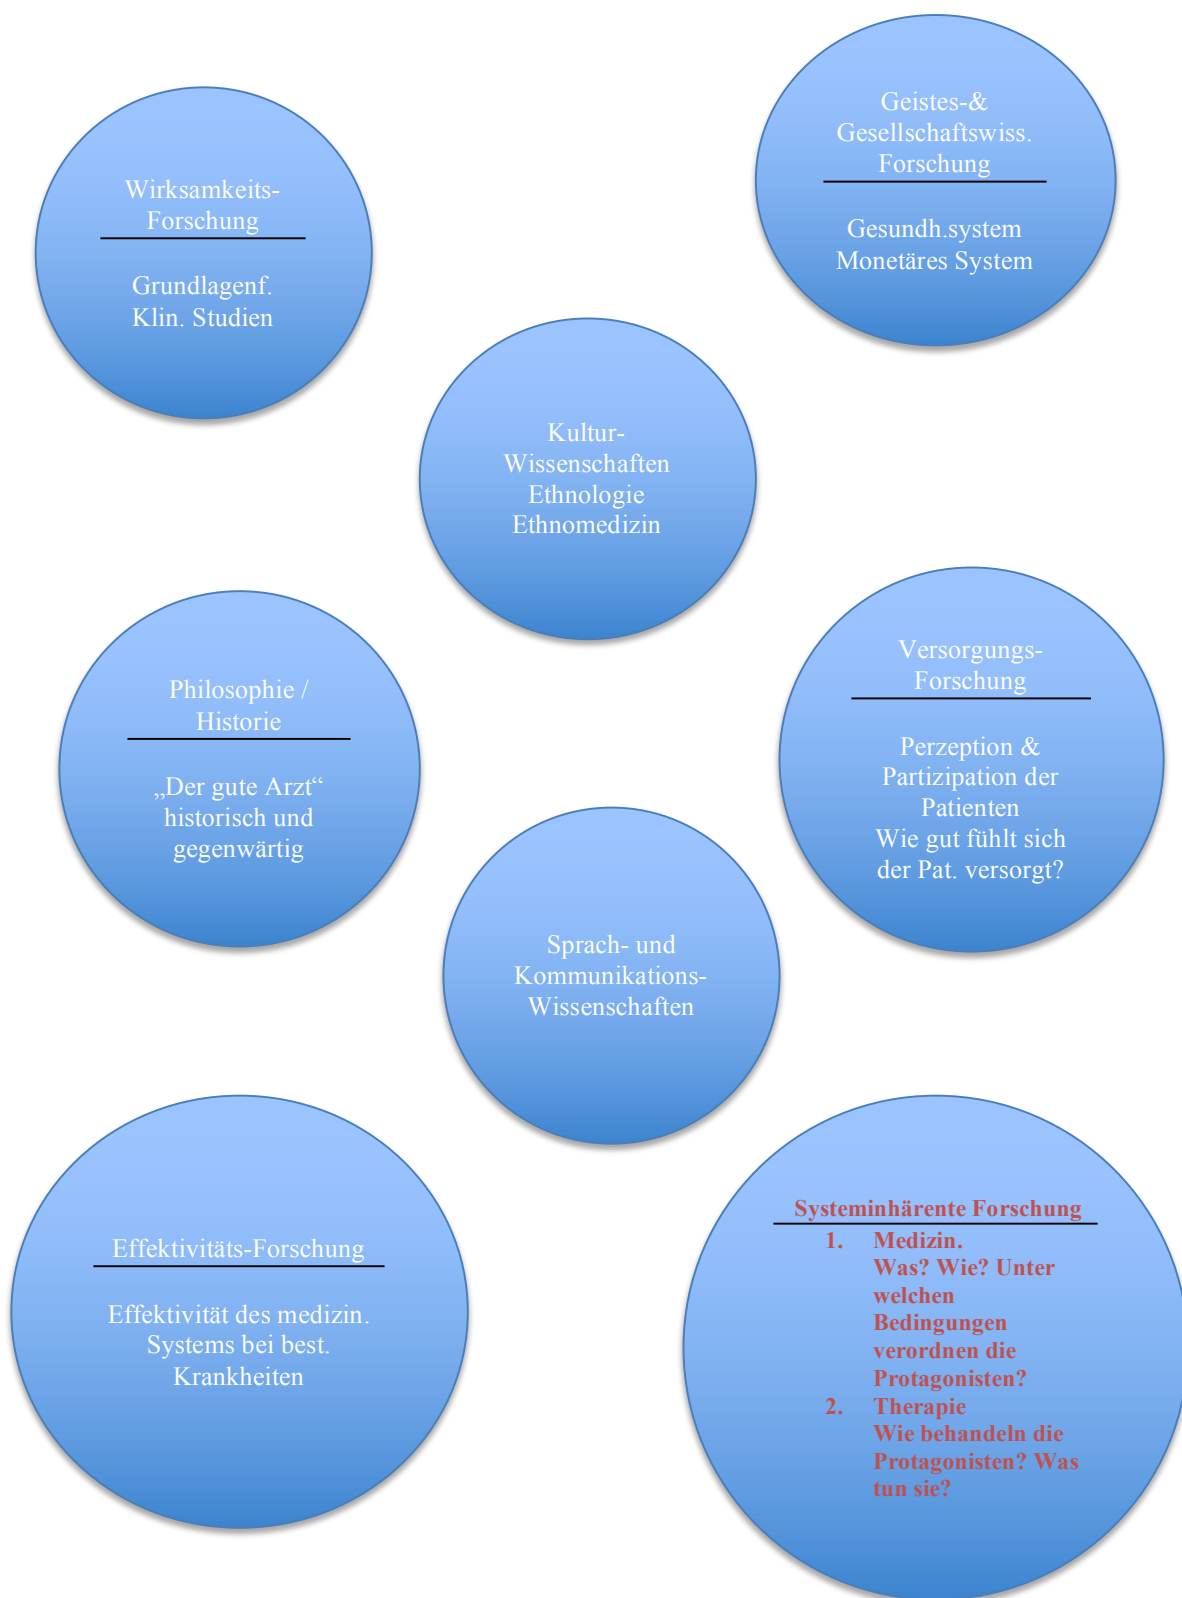 Geistes-&
Gesellschaftswiss.
Forschung
Gesundh.system
Monetäres System
Wirksamkeits-
Forschung
Grundlagenf.
Klin. Studien
Kultur-
Wissenschaften
Ethnologie
Ethnomedizin
Versorgungs-
Forschung
Perzeption &
Partizipation der
Patienten
Wie gut fühlt sich
der Pat. versorgt?
Philosophie /
Historie
„Der gute Arzt“
historisch und
gegenwärtig
Sprach- und
Kommunikations-
Wissenschaften
Effektivitäts-Forschung
Effektivität des medizin.
Systems bei best.
Krankheiten
Systeminhärente Forschung
1. Medizin.
Was? Wie? Unter
welchen
Bedingungen
verordnen die
Protagonisten?
2. Therapie
Wie behandeln die
Protagonisten? Was
tun sie?